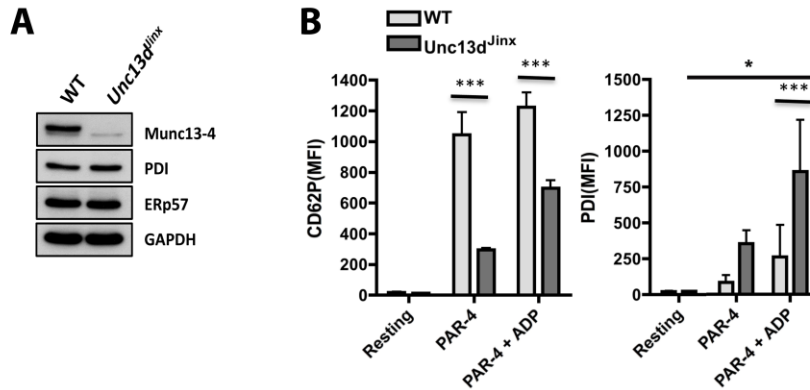 A
WT
Unc13d^Jinx
Munc13-4
PDI
ERp57
GAPDH
B
WT
Unc13d^Jinx
CD62P(MFI)
1400
1200
1000
800
600
400
200
0
***
***
Resting
PAR-4
PAR-4 + ADP
PDI(MFI)
1500
1250
1000
750
500
250
0
*
***
Resting
PAR-4
PAR-4 + ADP